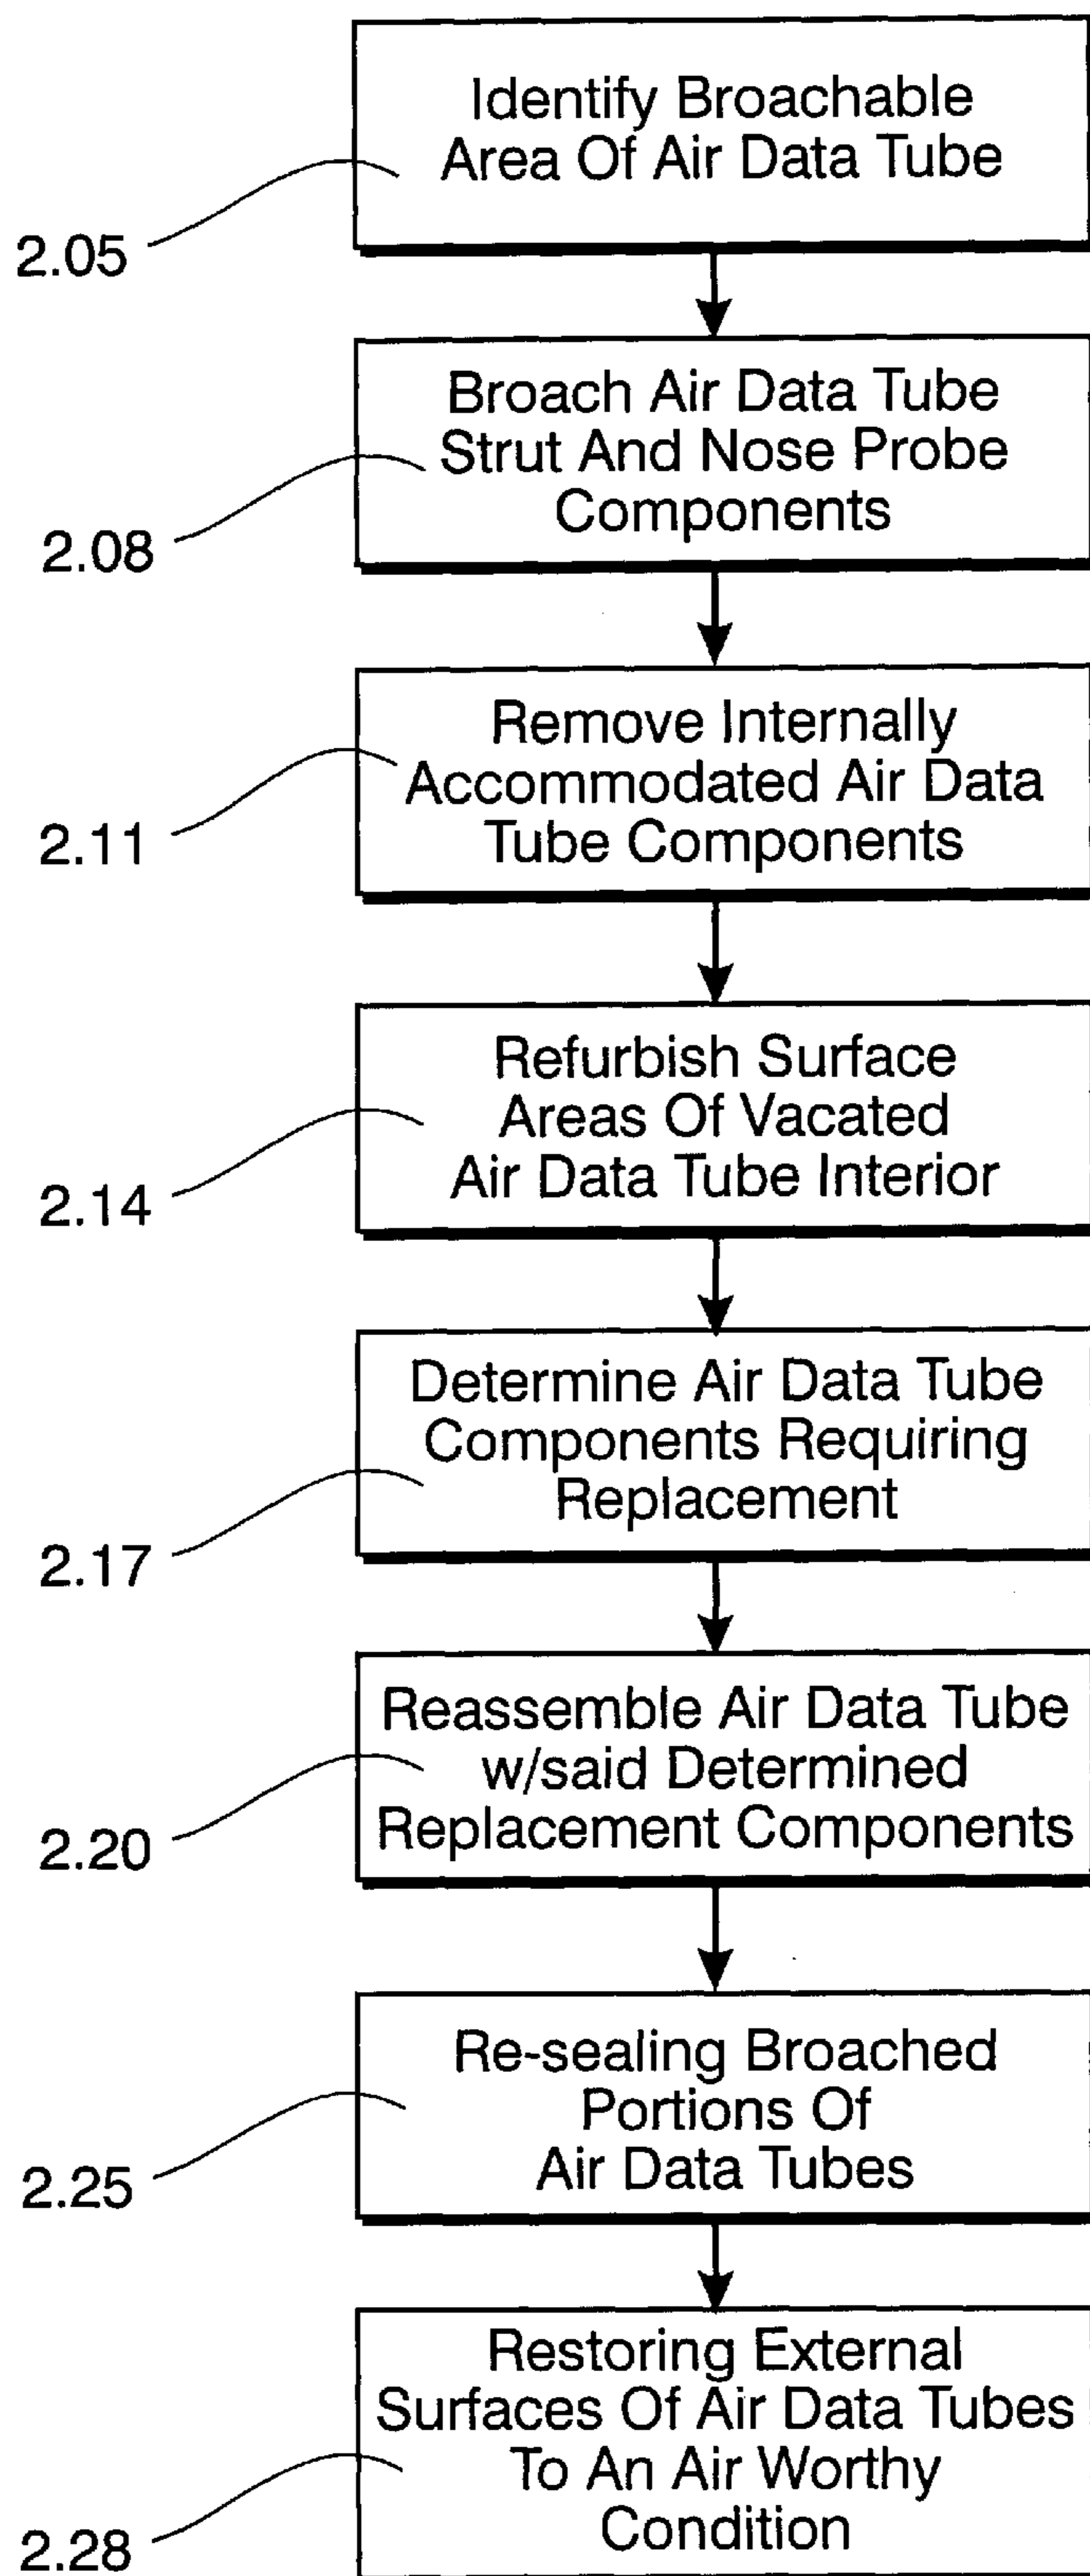 Identify Broachable
Area Of Air Data Tube
2.05
Broach Air Data Tube
Strut And Nose Probe
Components
2.08
Remove Internally
Accommodated Air Data
Tube Components
2.11
Refurbish Surface
Areas Of Vacated
Air Data Tube Interior
2.14
Determine Air Data Tube
Components Requiring
Replacement
2.17
Reassemble Air Data Tube
w/said Determined
Replacement Components
2.20
Re-sealing Broached
Portions Of
Air Data Tubes
2.25
Restoring External
Surfaces Of Air Data Tubes
To An Air Worthy
Condition
2.28